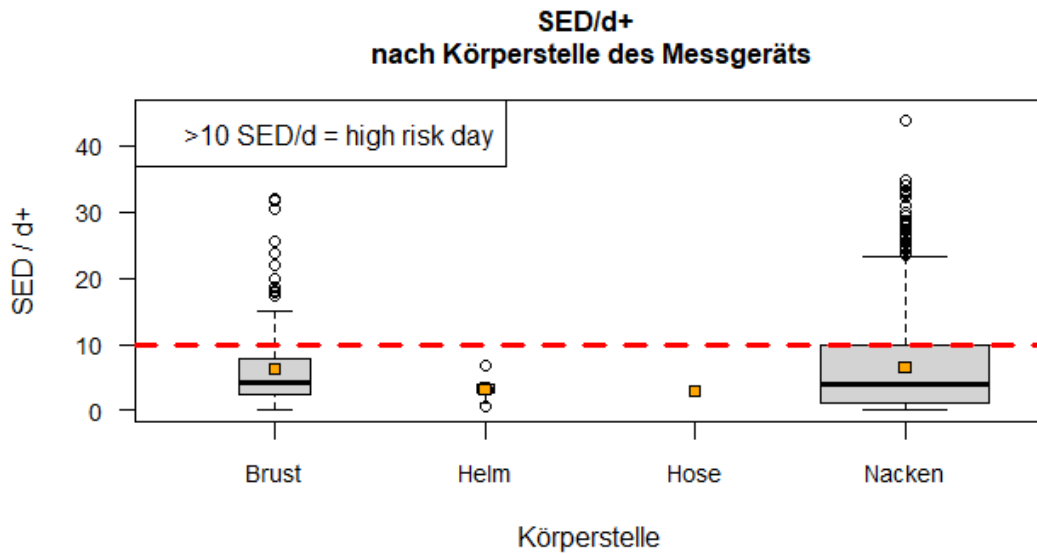 SED/d+
nach Körperstelle des Messgeräts
>10 SED/d = high risk day
SED / d+
40
30
20
10
0
Brust
Helm
Hose
Nacken
Körperstelle